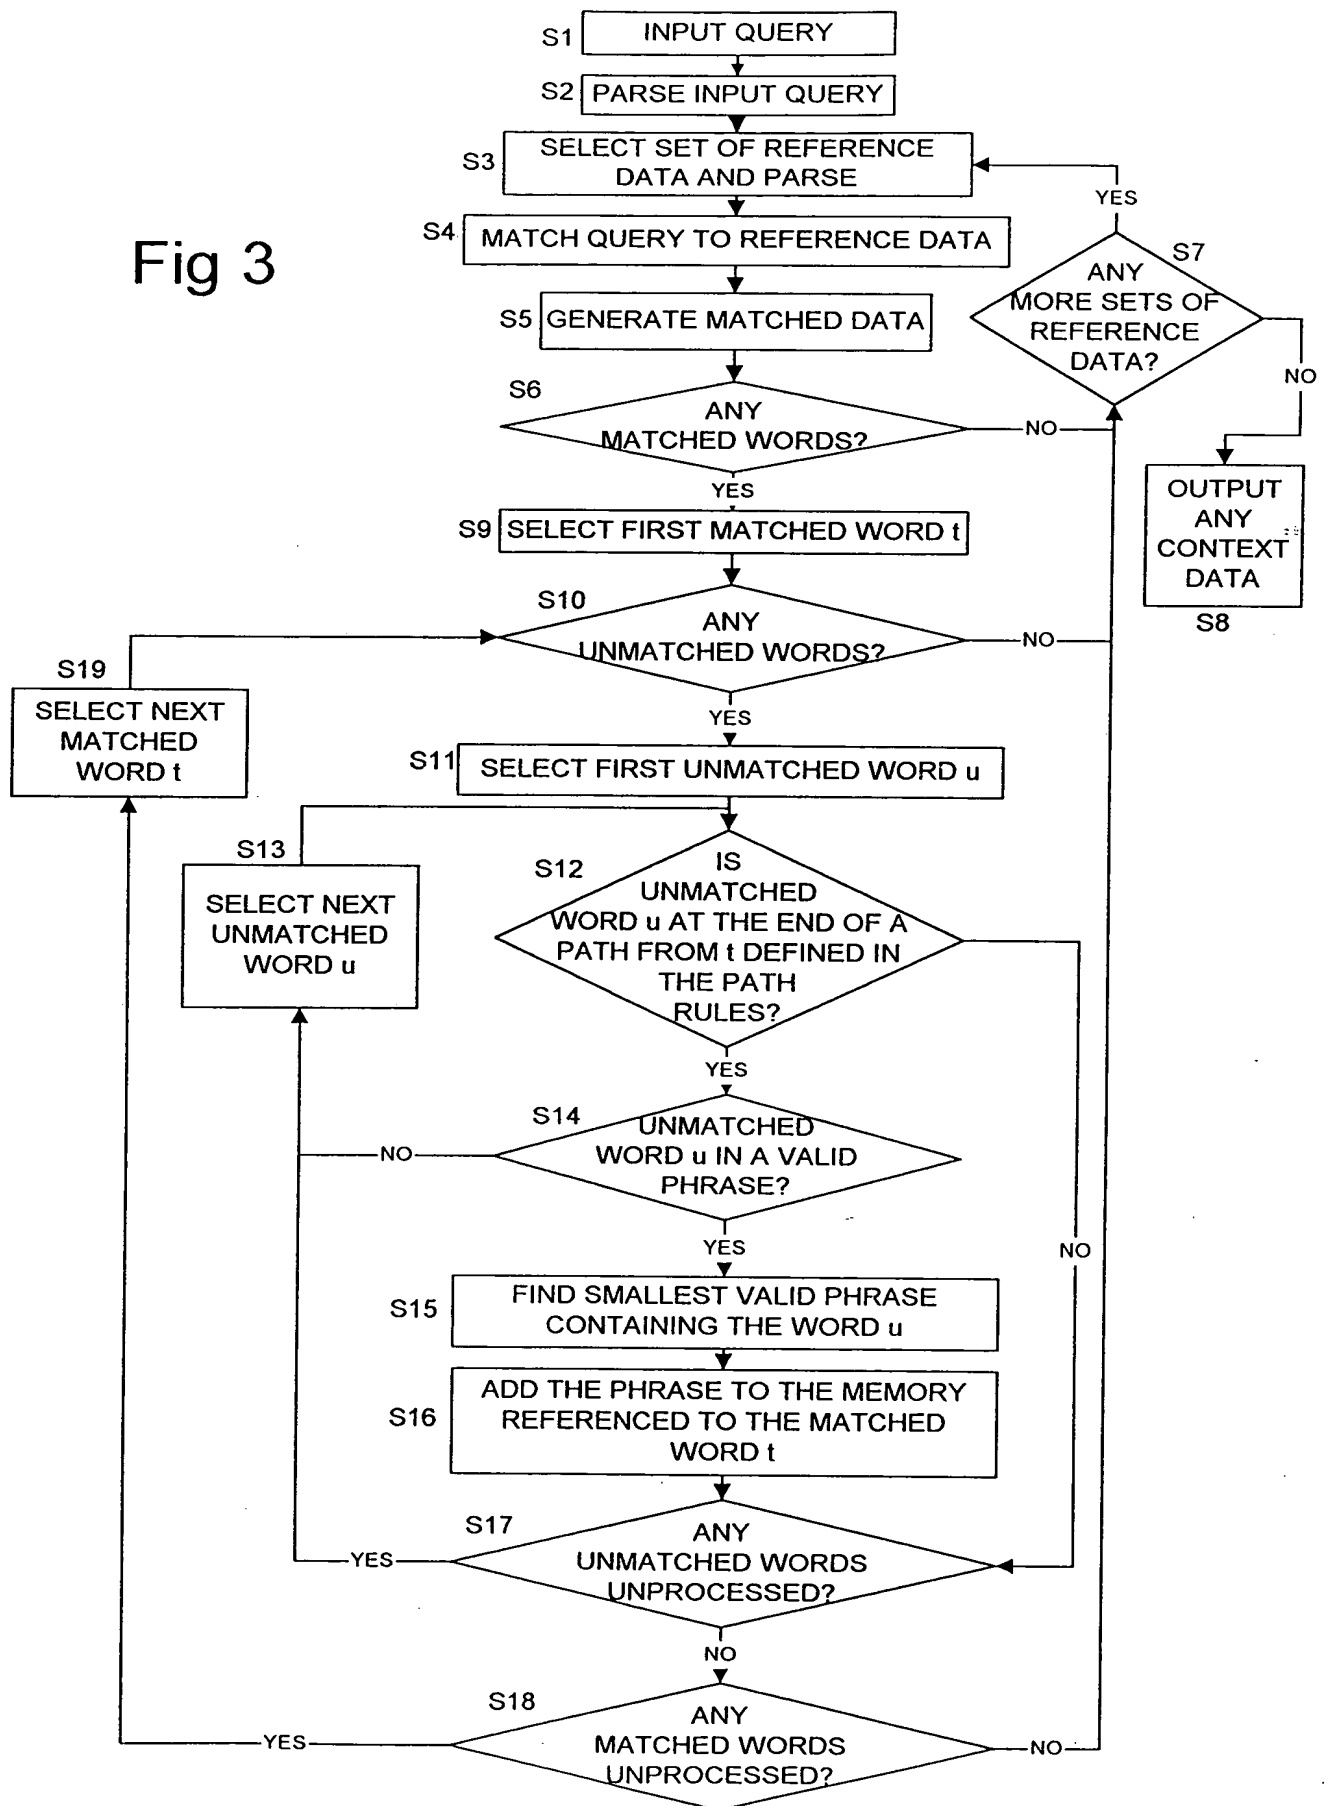 S1
INPUT QUERY
S2
PARSE INPUT QUERY
S3
SELECT SET OF REFERENCE
DATA AND PARSE
YES
S4
MATCH QUERY TO REFERENCE DATA
Fig 3
S7
ANY
MORE SETS OF
REFERENCE
DATA?
S5
GENERATE MATCHED DATA
NO
S6
ANY
MATCHED WORDS?
NO
YES
OUTPUT
ANY
CONTEXT
DATA
S8
S9
SELECT FIRST MATCHED WORD t
S10
ANY
UNMATCHED WORDS?
NO
YES
S19
SELECT NEXT
MATCHED
WORD t
S11
SELECT FIRST UNMATCHED WORD u
S13
SELECT NEXT
UNMATCHED
WORD u
S12
IS
UNMATCHED
WORD u AT THE END OF A
PATH FROM t DEFINED IN
THE PATH
RULES?
YES
S14
UNMATCHED
WORD u IN A VALID
PHRASE?
NO
YES
NO
S15
FIND SMALLEST VALID PHRASE
CONTAINING THE WORD u
S16
ADD THE PHRASE TO THE MEMORY
REFERENCED TO THE MATCHED
WORD t
S17
ANY
UNMATCHED WORDS
UNPROCESSED?
YES
NO
S18
ANY
MATCHED WORDS
UNPROCESSED?
YES
NO